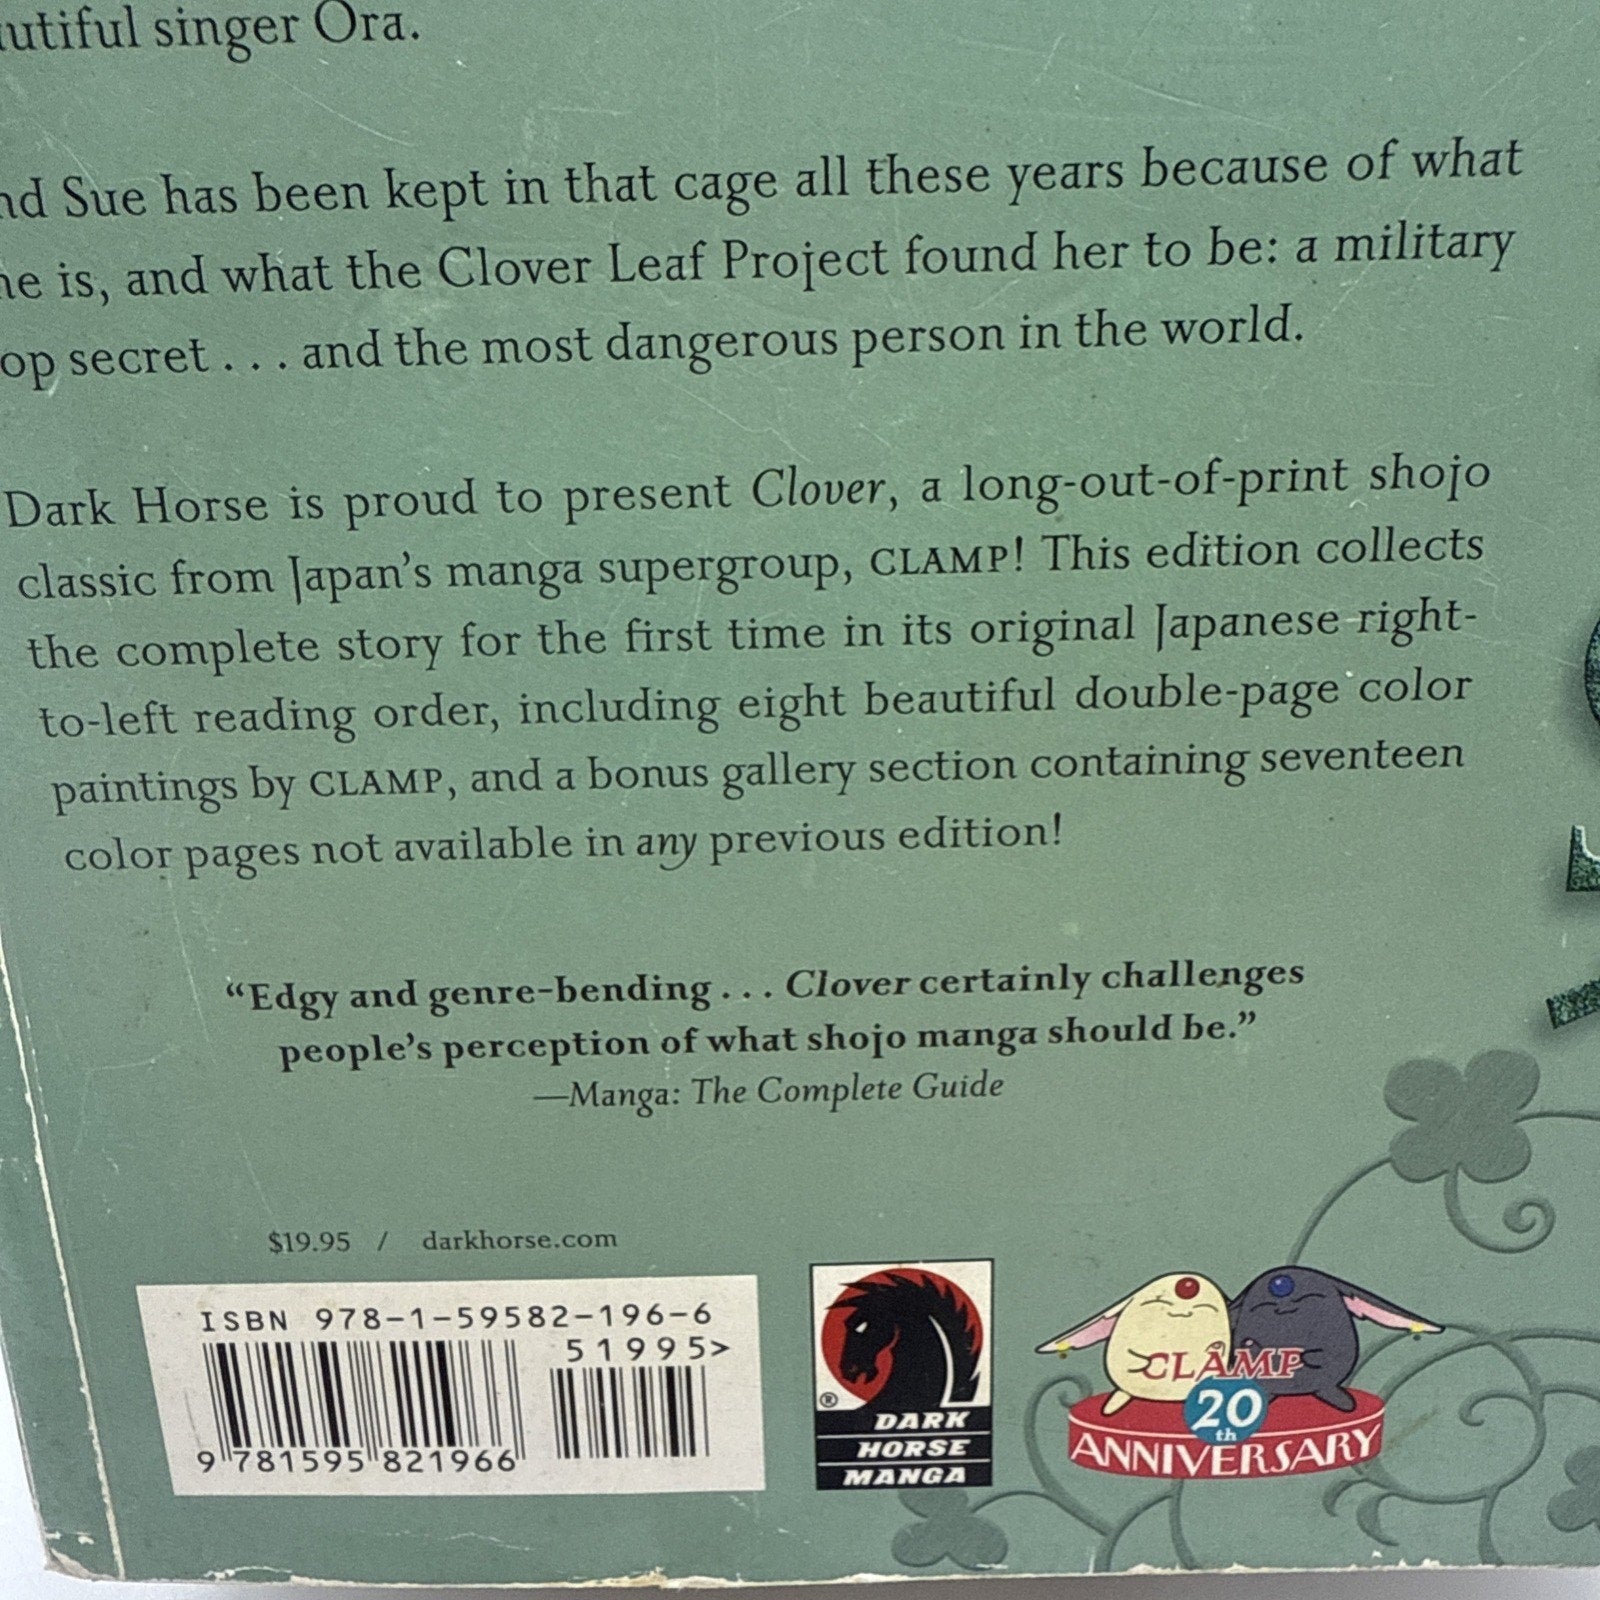 singer Ora.
Sue has been kept in that cage all these years because of what
is, and what the Clover Leaf Project found her to be: a military
secret . . . and the most dangerous person in the world.
Dark Horse is proud to present Clover, a long-out-of-print shojo
classic from Japan's manga supergroup, CLAMP! This edition collects
the complete story for the first time in its original Japanese right-
to-left reading order, including eight beautiful double-page color
paintings by CLAMP, and a bonus gallery section containing seventeen
color pages not available in any previous edition!
"Edgy and genre-bending . . . Clover certainly challenges
people's perception of what shojo manga should be."
—Manga: The Complete Guide
$19.95 / darkhorse.com
ISBN 978-1-59582-196-6
51995>
9 781595 821966
®
DARK
HORSE
MANGA
CLAMP
20
th
ANNIVERSARY